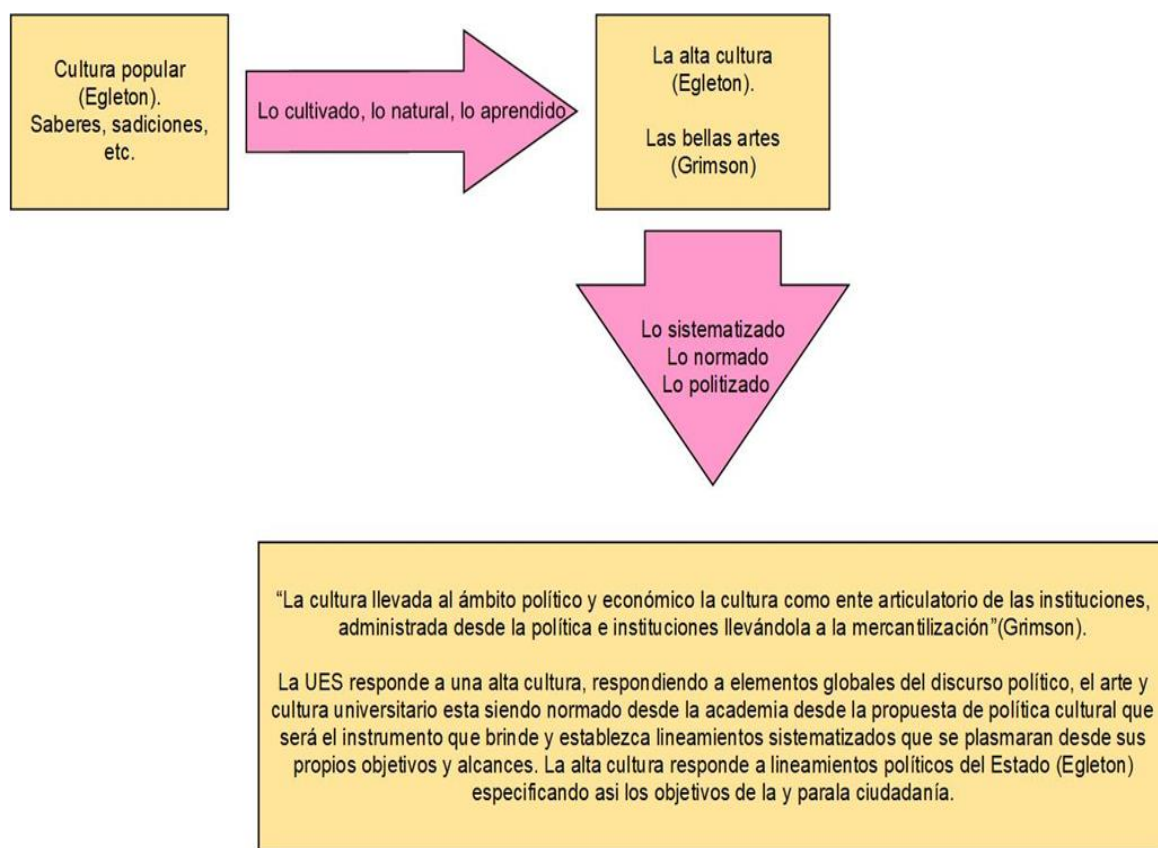 Cultura popular
(Egleton).
Saberes, sadiciones,
etc.
Lo cultivado, lo natural, lo aprendido
La alta cultura
(Egleton).
Las bellas artes
(Grimson)
Lo sistematizado
Lo normado
Lo politizado
“La cultura llevada al ámbito político y económico la cultura como ente articulatorio de las instituciones,
administrada desde la política e instituciones llevándola a la mercantilización”(Grimson).
La UES responde a una alta cultura, respondiendo a elementos globales del discurso político, el arte y
cultura universitario esta siendo normado desde la academia desde la propuesta de política cultural que
será el instrumento que brinde y establezca lineamientos sistematizados que se plasmaran desde sus
propios objetivos y alcances. La alta cultura responde a lineamientos políticos del Estado (Egleton)
especificando asi los objetivos de la y parala ciudadanía.